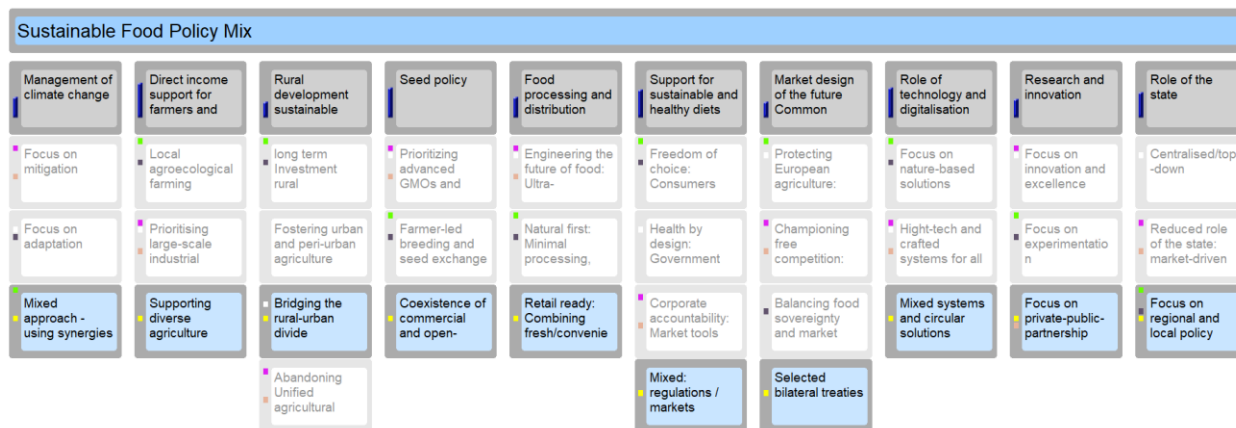 Sustainable Food Policy Mix
Management of
climate change
Direct income
support for
farmers and
Rural
development
sustainable
Seed policy
Food
processing and
distribution
Support for
sustainable and
healthy diets
Market design
of the future
Common
Role of
technology and
digitalisation
Research and
innovation
Role of the
state
Focus on
mitigation
Local
agroecological
farming
long term
Investment
rural
Prioritizing
advanced
GMOs and
Engineering the
future of food:
Ultra-
Freedom of
choice:
Consumers
Protecting
European
agriculture:
Focus on
nature-based
solutions
Focus on
innovation and
excellence
Centralised/top
-down
Focus on
adaptation
Prioritising
large-scale
industrial
Fostering urban
and peri-urban
agriculture
Farmer-led
breeding and
seed exchange
Natural first:
Minimal
processing,
Health by
design:
Government
Championing
free
competition:
Hight-tech and
crafted
systems for all
Focus on
experimentatio
n
Reduced role
of the state:
market-driven
Mixed
approach -
using synergies
Supporting
diverse
agriculture
Bridging the
rural-urban
divide
Coexistence of
commercial
and open-
Retail ready:
Combining
fresh/convenie
Corporate
accountability:
Market tools
Balancing food
sovereignty
and market
Mixed systems
and circular
solutions
Focus on
private-public-
partnership
Focus on
regional and
local policy
Abandoning
Unified
agricultural
Mixed:
regulations /
markets
Selected
bilateral treaties